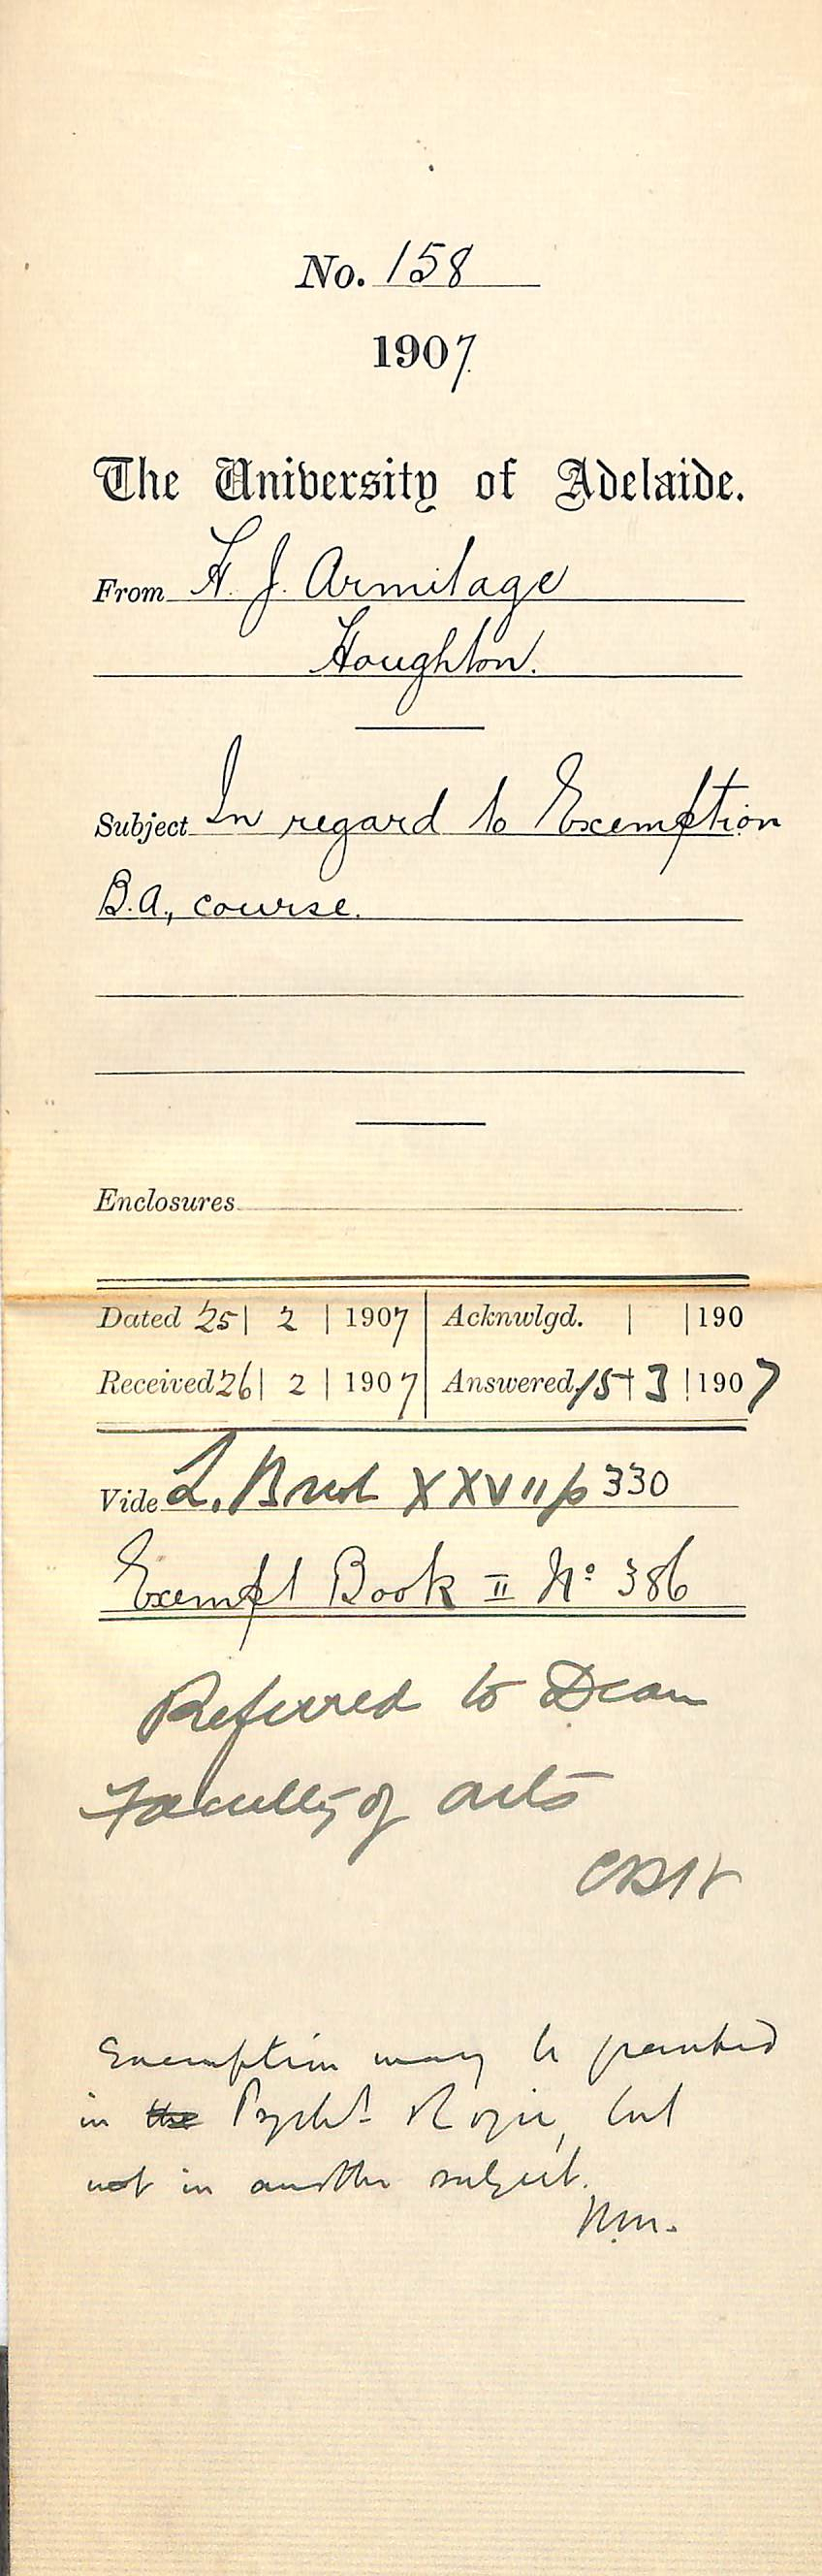 No. 158
1907
The University of Adelaide.
From H. J. Armitage
Houghton.
Subject In regard to Exemption
B.A., course.
Enclosures
Dated 25 | 2 | 1907 | Acknwlgd. | | 190
Received 26 | 2 | 1907 | Answered 15 | 3 | 1907
Vide L. Book XXVII p 330
Exempt Book II No 386
Referred to Dean
Faculty of Arts
Exemption may be granted
in the Psych. & Logic, but
not in another subject.